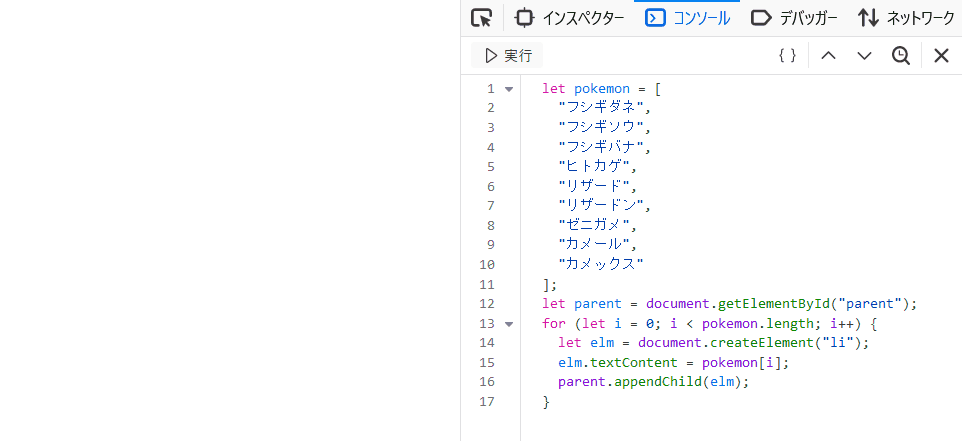 インスペクター コンソール デバッガー ネットワーク
実行 { }
1 let pokemon = [
2 "フシギダネ",
3 "フシギソウ",
4 "フシギバナ",
5 "ヒトカゲ",
6 "リザード",
7 "リザードン",
8 "ゼニガメ",
9 "カメール",
10 "カメックス"
11 ];
12 let parent = document.getElementById("parent");
13 for (let i = 0; i < pokemon.length; i++) {
14 let elm = document.createElement("li");
15 elm.textContent = pokemon[i];
16 parent.appendChild(elm);
17 }